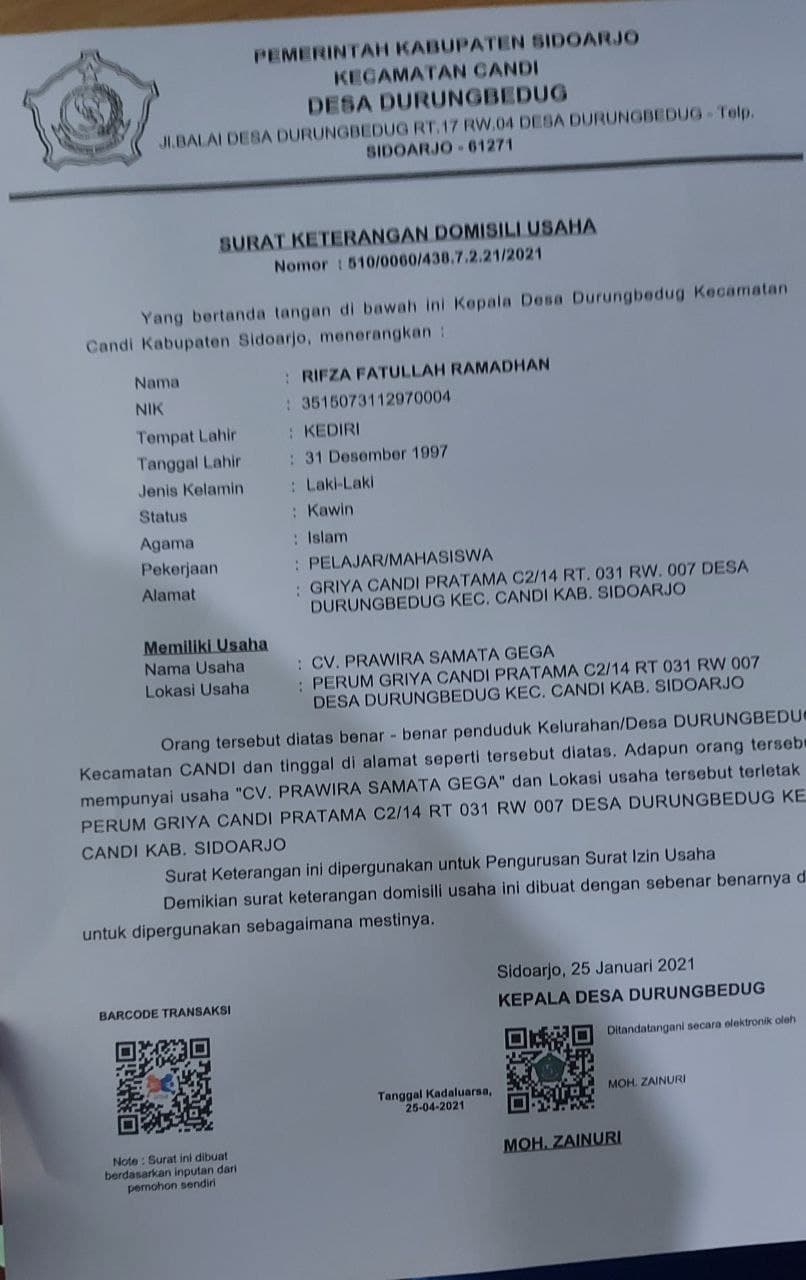 PEMERINTAH KABUPATEN SIDOARJO
KECAMATAN CANDI
DESA DURUNGBEDUG
Jl.BALAI DESA DURUNGBEDUG RT.17 RW.04 DESA DURUNGBEDUG - Telp.
SIDOARJO - 61271
SURAT KETERANGAN DOMISILI USAHA
Nomor : 510/0060/438.7.2.21/2021
Yang bertanda tangan di bawah ini Kepala Desa Durungbedug Kecamatan
Candi Kabupaten Sidoarjo, menerangkan :
Nama : RIFZA FATULLAH RAMADHAN
NIK : 3515073112970004
Tempat Lahir : KEDIRI
Tanggal Lahir : 31 Desember 1997
Jenis Kelamin : Laki-Laki
Status : Kawin
Agama : Islam
Pekerjaan : PELAJAR/MAHASISWA
Alamat : GRIYA CANDI PRATAMA C2/14 RT. 031 RW. 007 DESA
DURUNGBEDUG KEC. CANDI KAB. SIDOARJO
Memiliki Usaha
Nama Usaha : CV. PRAWIRA SAMATA GEGA
Lokasi Usaha : PERUM GRIYA CANDI PRATAMA C2/14 RT 031 RW 007
DESA DURUNGBEDUG KEC. CANDI KAB. SIDOARJO
Orang tersebut diatas benar - benar penduduk Kelurahan/Desa DURUNGBEDUG
Kecamatan CANDI dan tinggal di alamat seperti tersebut diatas. Adapun orang tersebu
mempunyai usaha "CV. PRAWIRA SAMATA GEGA" dan Lokasi usaha tersebut terletak
PERUM GRIYA CANDI PRATAMA C2/14 RT 031 RW 007 DESA DURUNGBEDUG KE
CANDI KAB. SIDOARJO
Surat Keterangan ini dipergunakan untuk Pengurusan Surat Izin Usaha
Demikian surat keterangan domisili usaha ini dibuat dengan sebenar benarnya d
untuk dipergunakan sebagaimana mestinya.
Sidoarjo, 25 Januari 2021
KEPALA DESA DURUNGBEDUG
BARCODE TRANSAKSI
Ditandatangani secara elektronik oleh
MOH. ZAINURI
Tanggal Kadaluarsa,
25-04-2021
MOH. ZAINURI
Note : Surat ini dibuat
berdasarkan inputan dari
pemohon sendiri